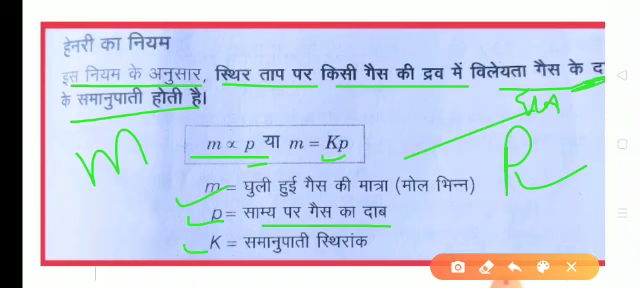 हेनरी का नियम
इस नियम के अनुसार, स्थिर ताप पर किसी गैस की द्रव में विलेयता गैस के द
के समानुपाती होती है।
m ∝ p या m = Kp
m
P
m = घुली हुई गैस की मात्रा (मोल भिन्न)
p = साम्य पर गैस का दाब
K = समानुपाती स्थिरांक